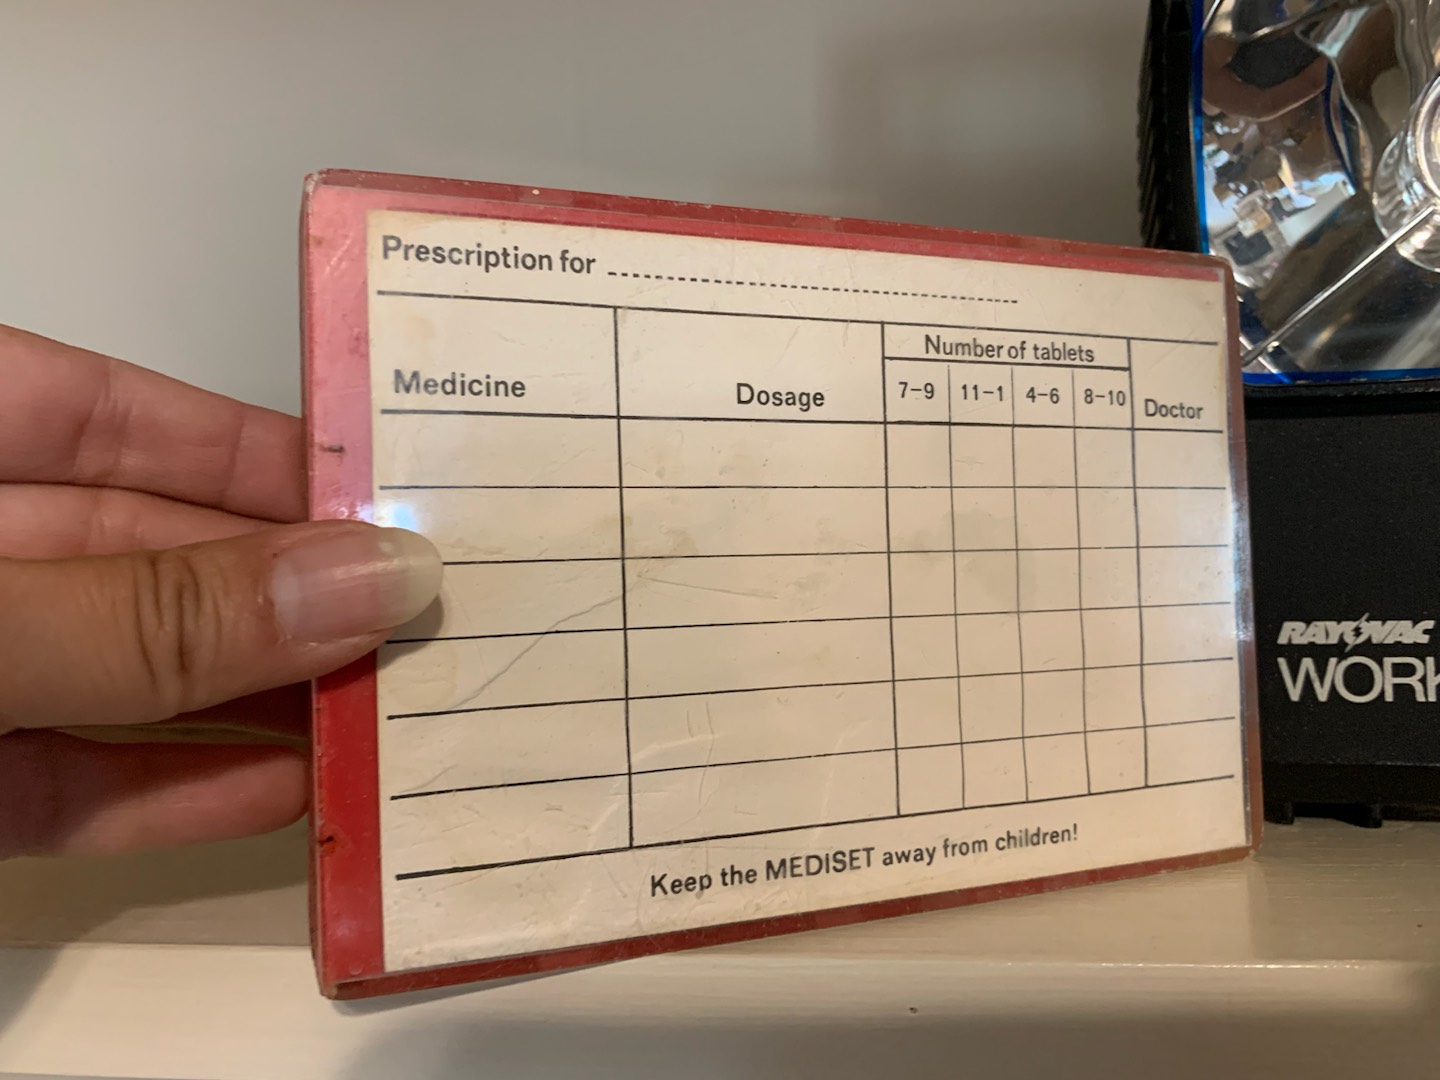 Prescription for
Number of tablets
Medicine Dosage 7-9 11-1 4-6 8-10 Doctor
Keep the MEDISET away from children!
RAYOVAC